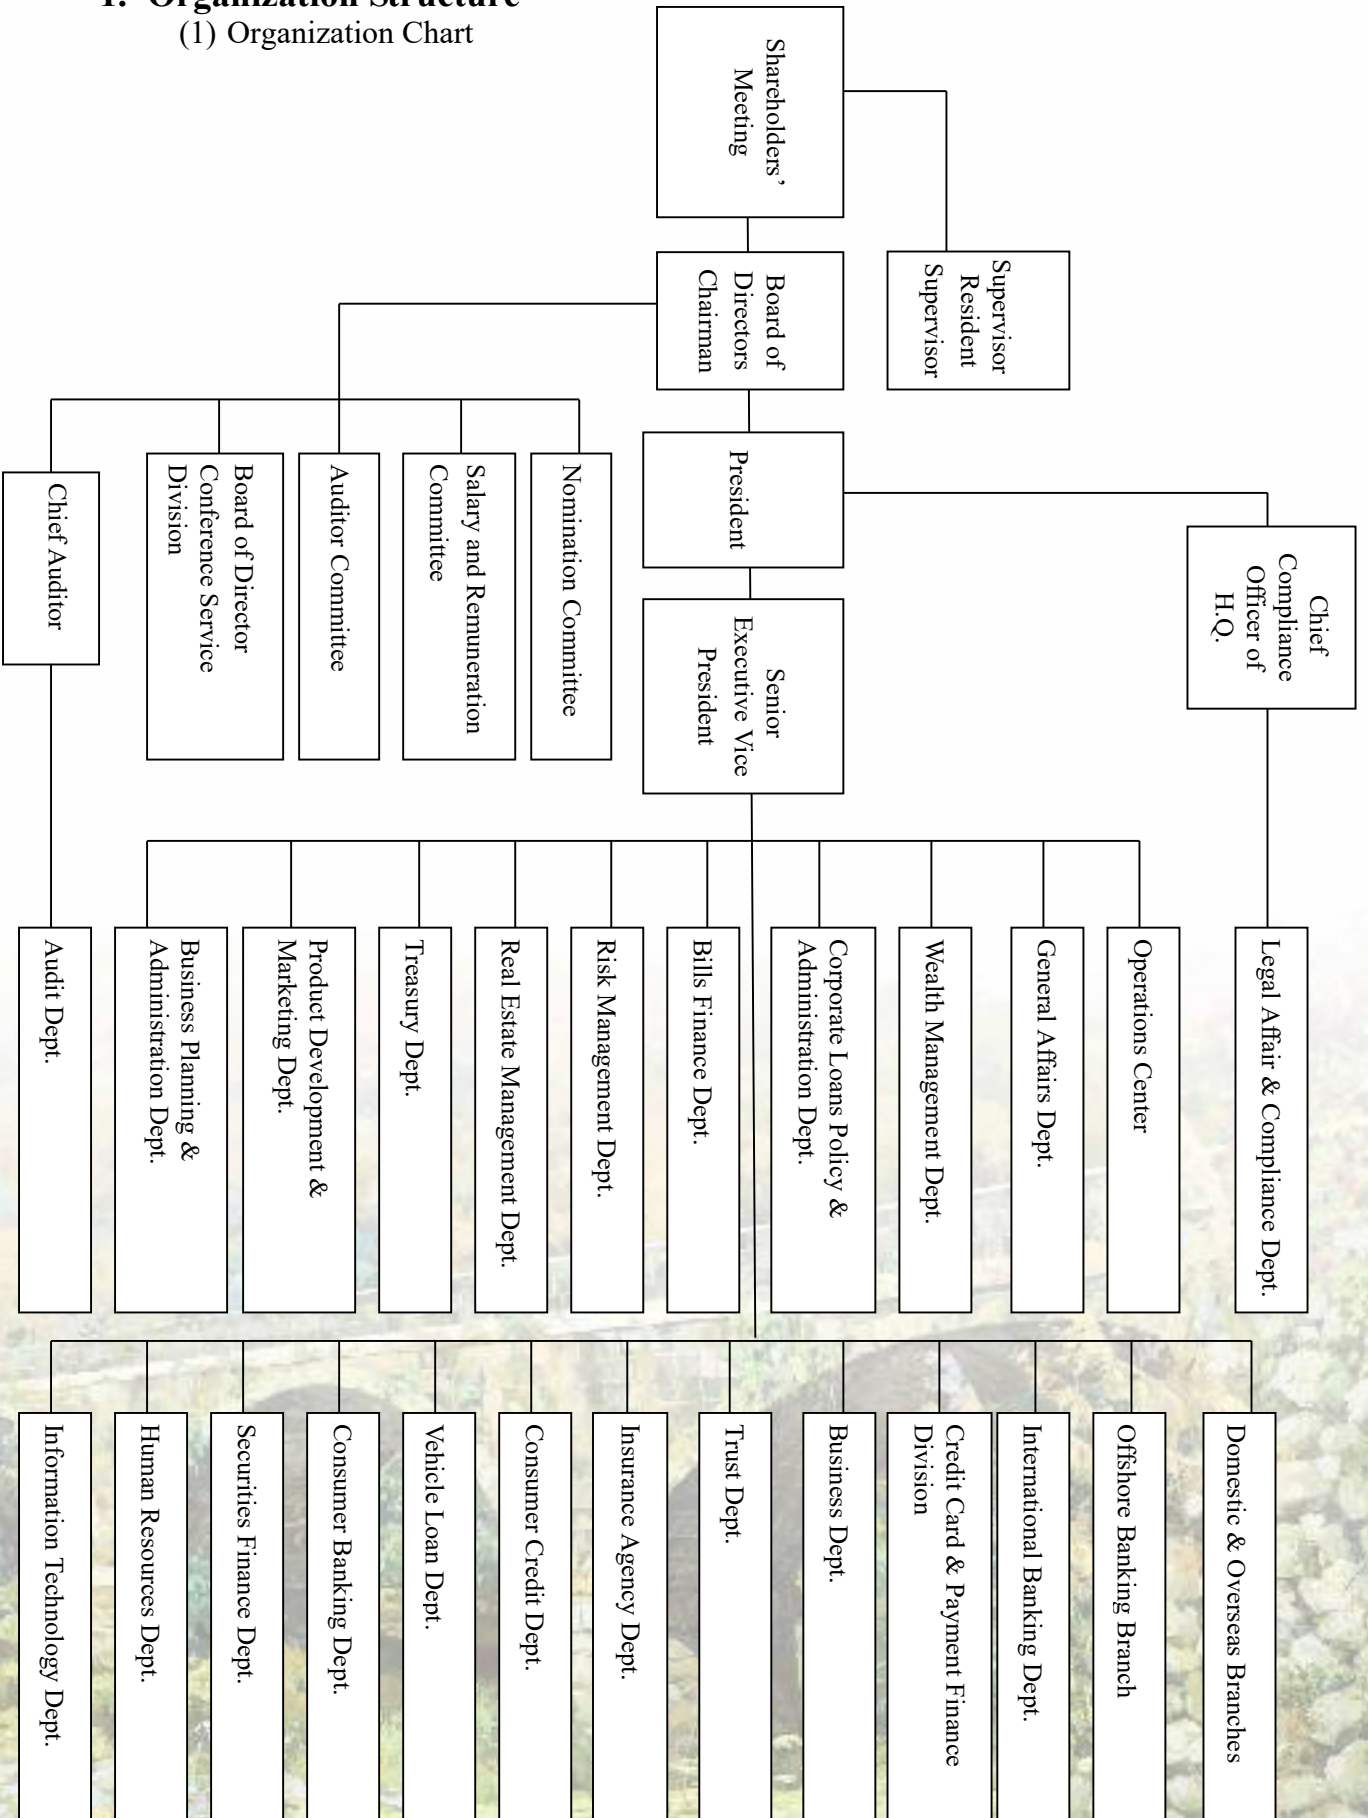 1. Organization Structure
(1) Organization Chart
Shareholders'
Meeting
Supervisor
Resident
Supervisor
Board of
Directors
Chairman
President
Chief
Compliance
Officer of
H.Q.
Senior
Executive Vice
President
Nomination Committee
Salary and Remuneration
Committee
Auditor Committee
Board of Director
Conference Service
Division
Chief Auditor
Legal Affair & Compliance Dept.
Operations Center
General Affairs Dept.
Wealth Management Dept.
Corporate Loans Policy &
Administration Dept.
Bills Finance Dept.
Risk Management Dept.
Real Estate Management Dept.
Treasury Dept.
Product Development &
Marketing Dept.
Business Planning &
Administration Dept.
Audit Dept.
Domestic & Overseas Branches
Offshore Banking Branch
International Banking Dept.
Credit Card & Payment Finance
Division
Business Dept.
Trust Dept.
Insurance Agency Dept.
Consumer Credit Dept.
Vehicle Loan Dept.
Consumer Banking Dept.
Securities Finance Dept.
Human Resources Dept.
Information Technology Dept.